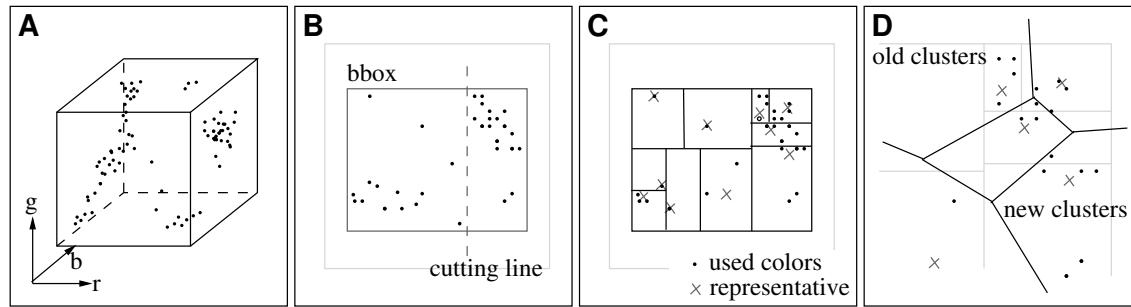 A
g
b
r
B
bbox
cutting line
C
used colors
representative
D
old clusters
new clusters